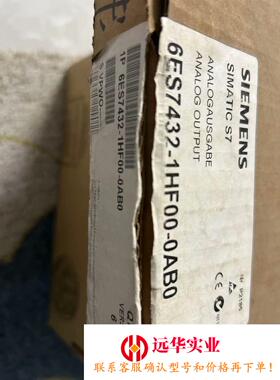 SIEMENS
SIMATIC S7
ANALOGAUSGABE
ANALOG OUTPUT
6ES7432-1HF00-0AB0
1P 6ES7432-1HF00-0AB0
S VPWO
远华实业
联系客服确认型号和价格再下单！